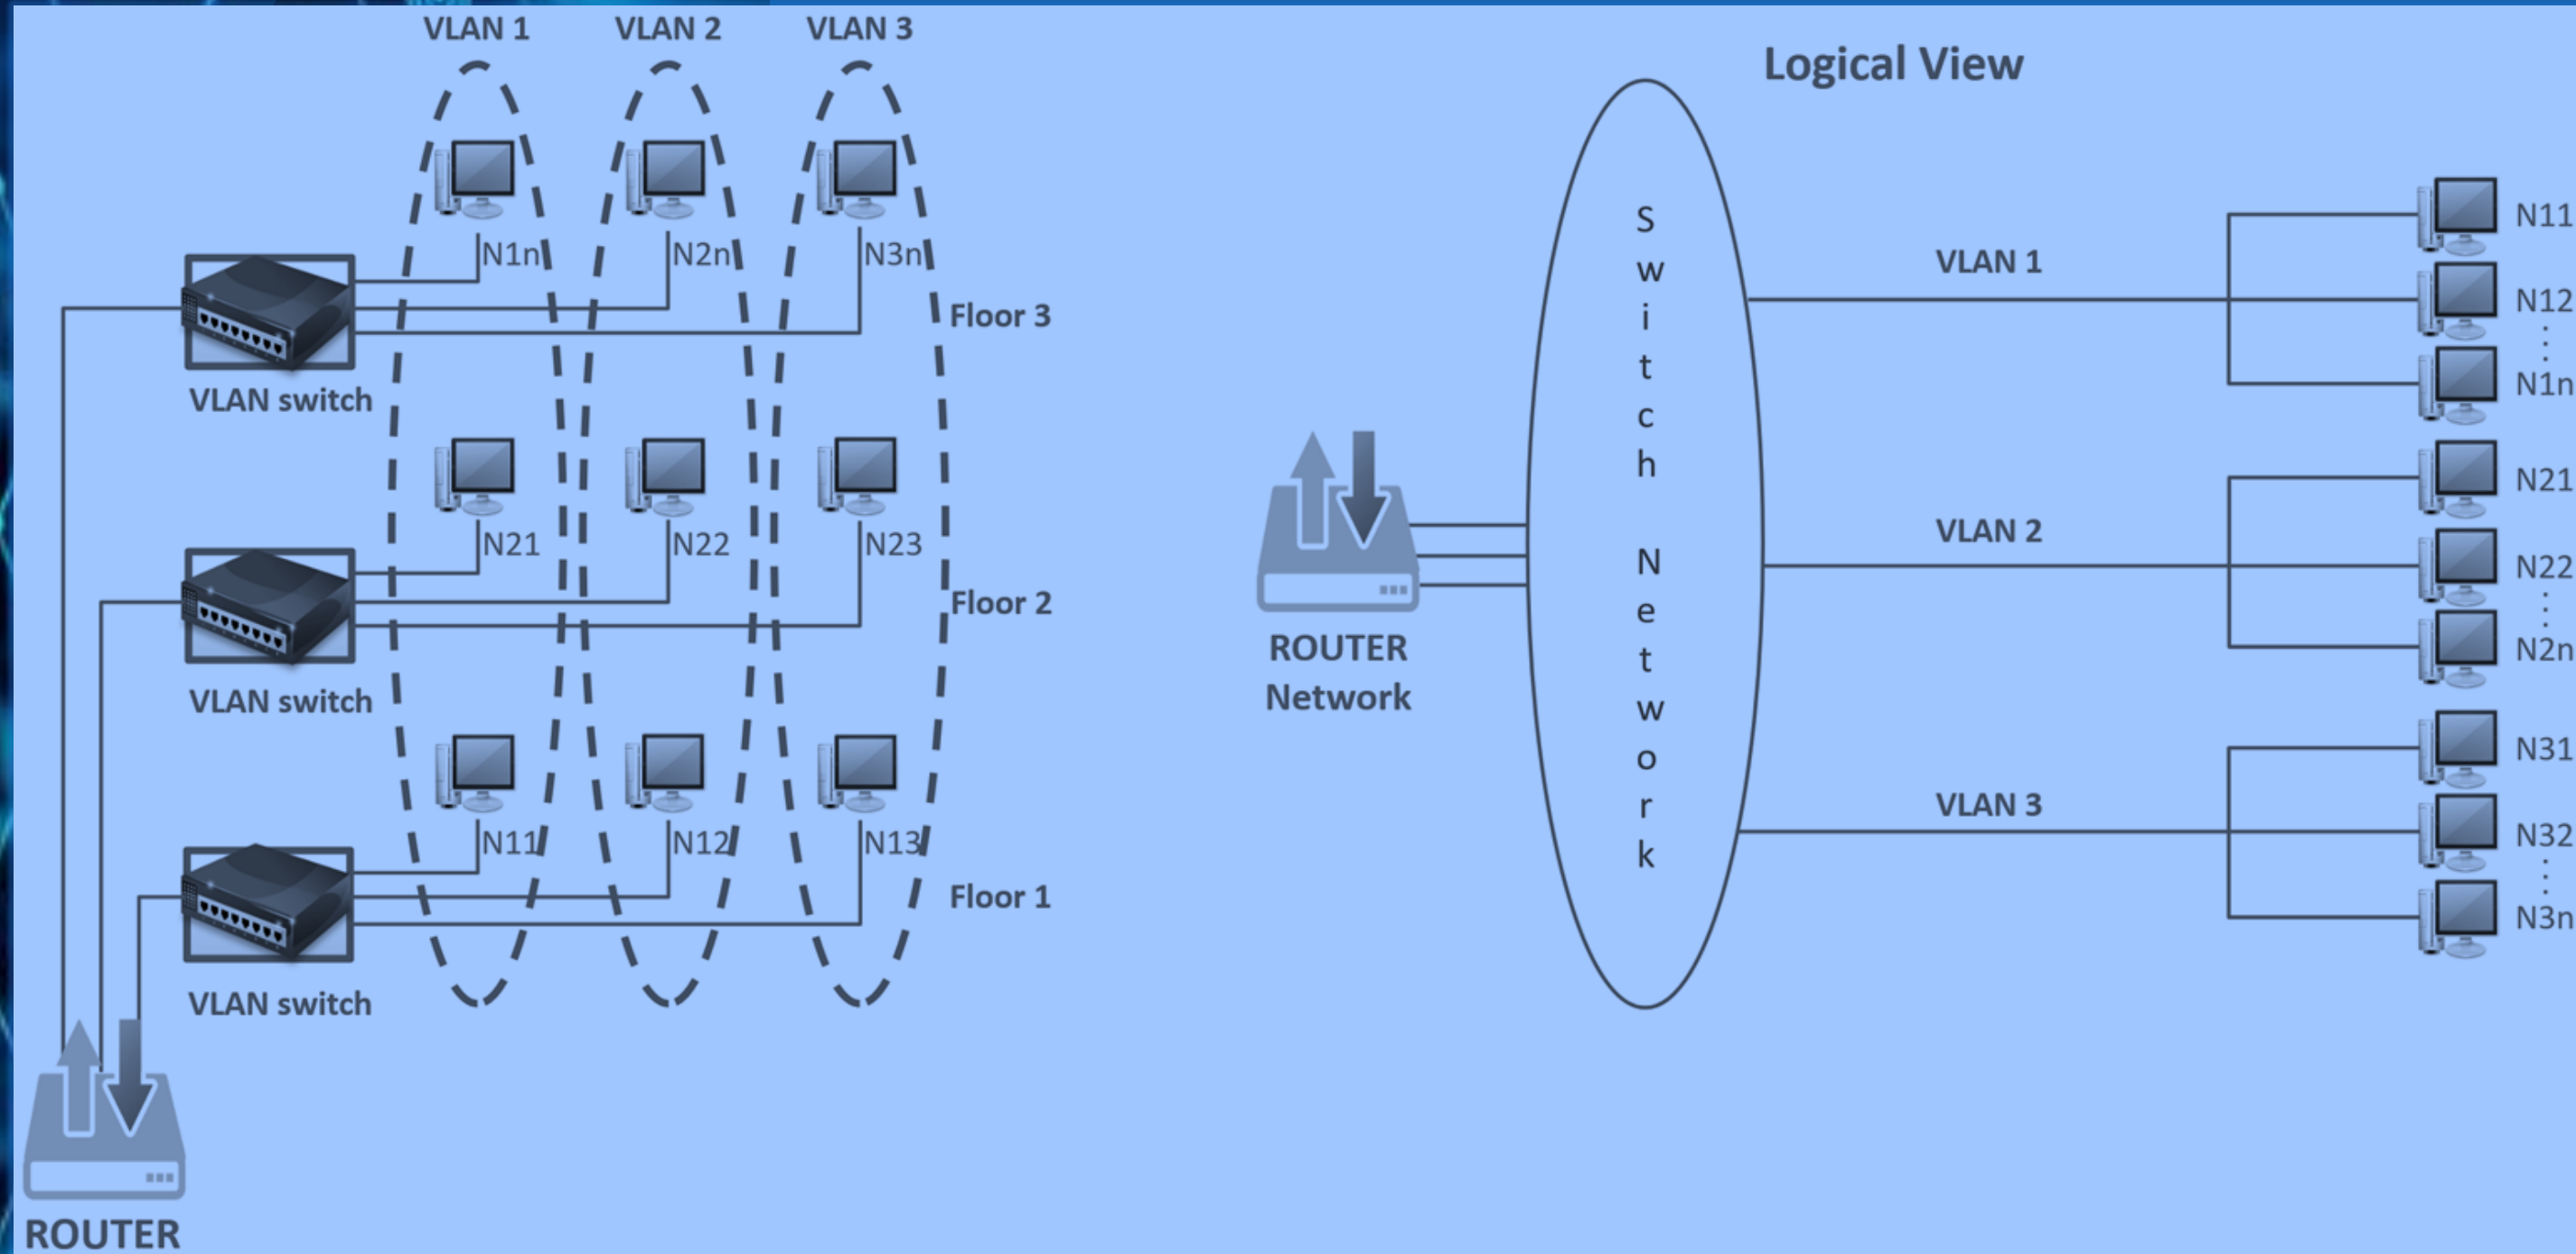 VLAN 1
VLAN 2
VLAN 3
N1n
N2n
N3n
Floor 3
VLAN switch
N21
N22
N23
Floor 2
VLAN switch
N11
N12
N13
Floor 1
VLAN switch
ROUTER
Logical View
ROUTER
Network
Switch Network
VLAN 1
N11
N12
N1n
VLAN 2
N21
N22
N2n
VLAN 3
N31
N32
N3n